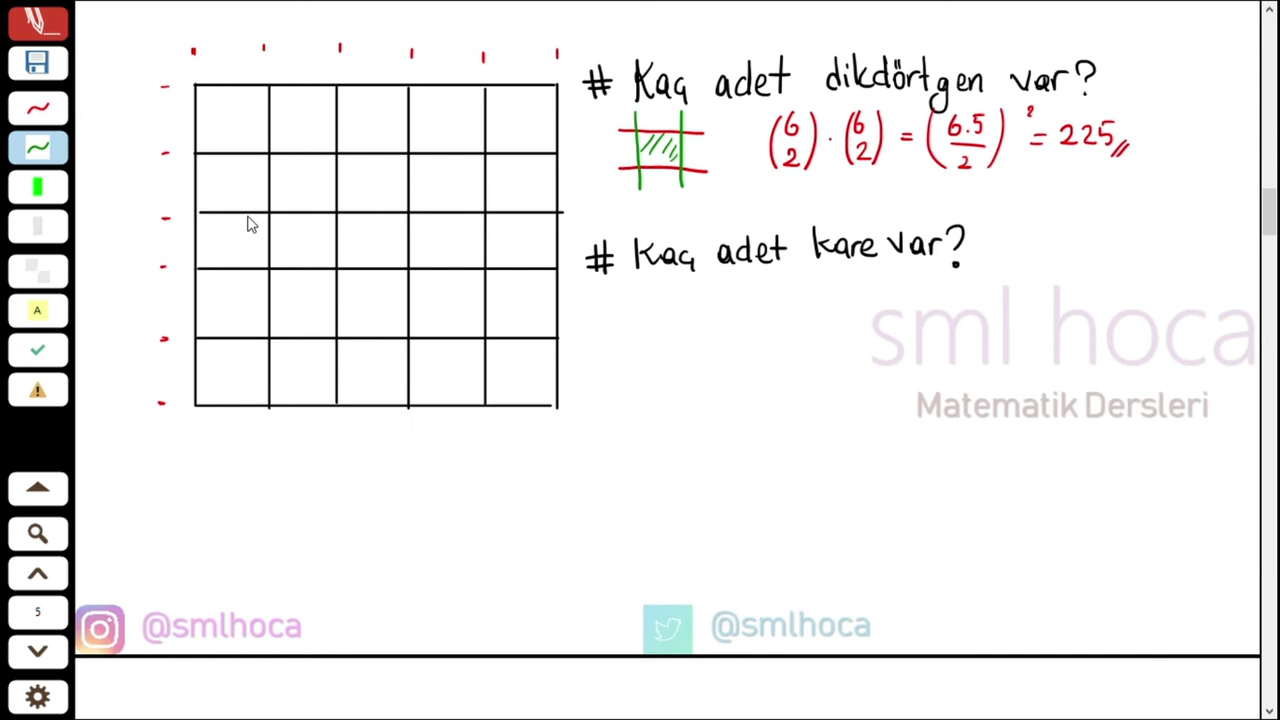 # Kaç adet dikdörtgen var?
(6 2) · (6 2) = (6.5 / 2)² = 225
# Kaç adet kare var?
sml hoca
Matematik Dersleri
A
5
@smlhoca
@smlhoca